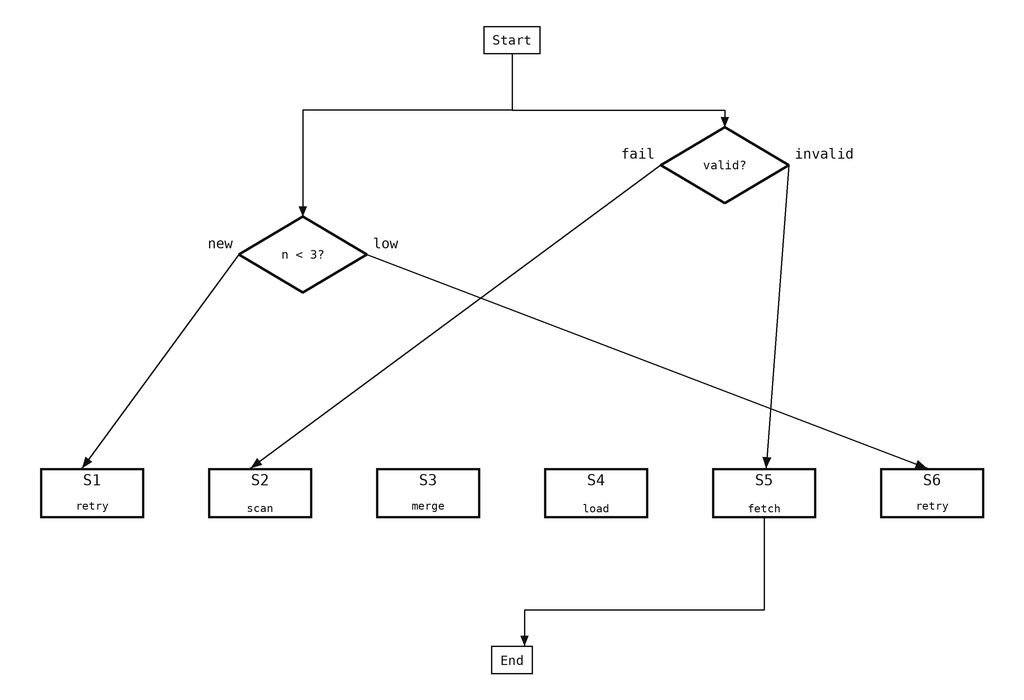 Start
fail
valid?
invalid
new
n < 3?
low
S1
retry
S2
scan
S3
merge
S4
load
S5
fetch
S6
retry
End